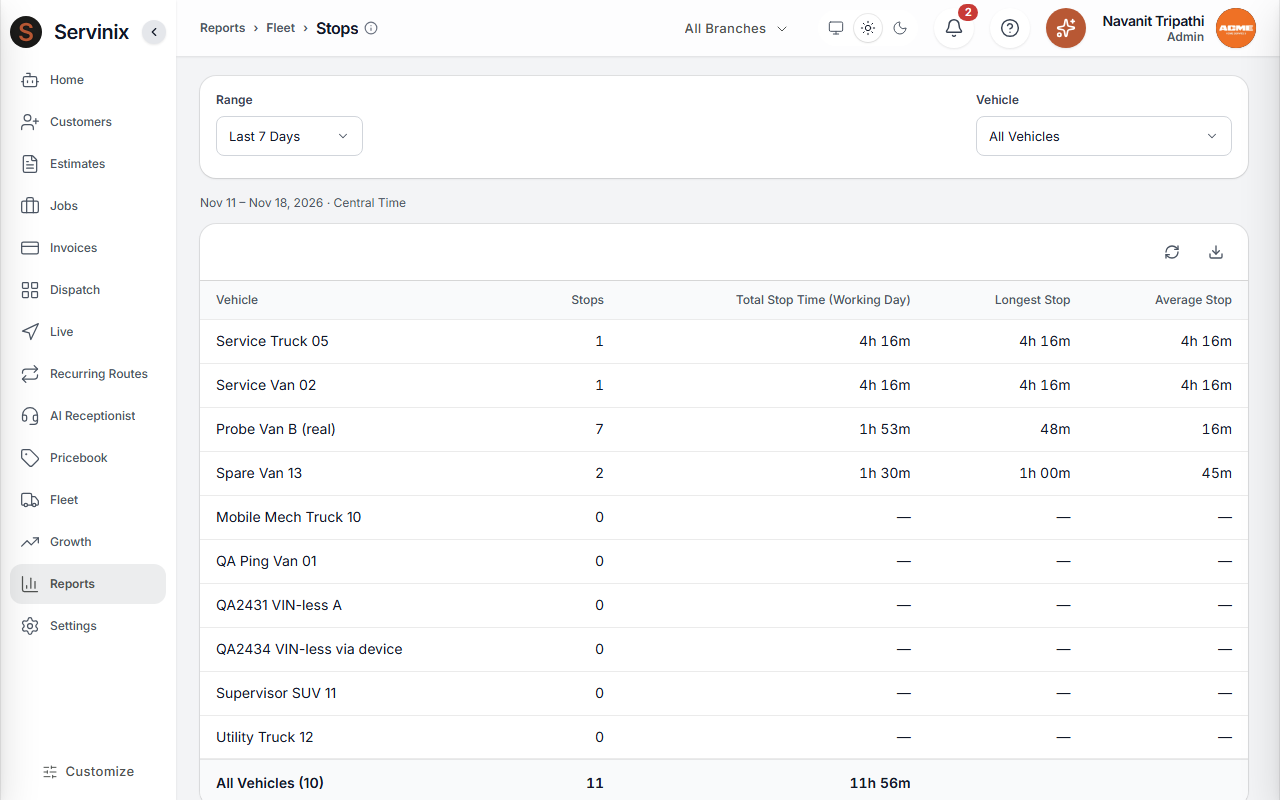 S Servinix
Reports › Fleet › Stops
All Branches
2
Navanit Tripathi
Admin
ACME
Home
Customers
Estimates
Jobs
Invoices
Dispatch
Live
Recurring Routes
AI Receptionist
Pricebook
Fleet
Growth
Reports
Settings
Customize
Range
Vehicle
Last 7 Days
All Vehicles
Nov 11 – Nov 18, 2026 · Central Time
Vehicle Stops Total Stop Time (Working Day) Longest Stop Average Stop
Service Truck 05 1 4h 16m 4h 16m 4h 16m
Service Van 02 1 4h 16m 4h 16m 4h 16m
Probe Van B (real) 7 1h 53m 48m 16m
Spare Van 13 2 1h 30m 1h 00m 45m
Mobile Mech Truck 10 0 — — —
QA Ping Van 01 0 — — —
QA2431 VIN-less A 0 — — —
QA2434 VIN-less via device 0 — — —
Supervisor SUV 11 0 — — —
Utility Truck 12 0 — — —
All Vehicles (10) 11 11h 56m